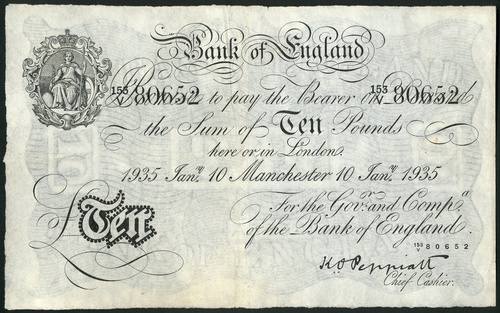 Bank of England
153/V 80652 153/V 80652
Promise to pay the Bearer on Demand
the Sum of Ten Pounds
here or in London.
1935 Janʸ. 10 Manchester 10 Janʸ. 1935
For the Govʳ. and Compᵃ.
of the Bank of England.
£Ten
153/V 80652
K.O. Peppiatt
Chief Cashier.